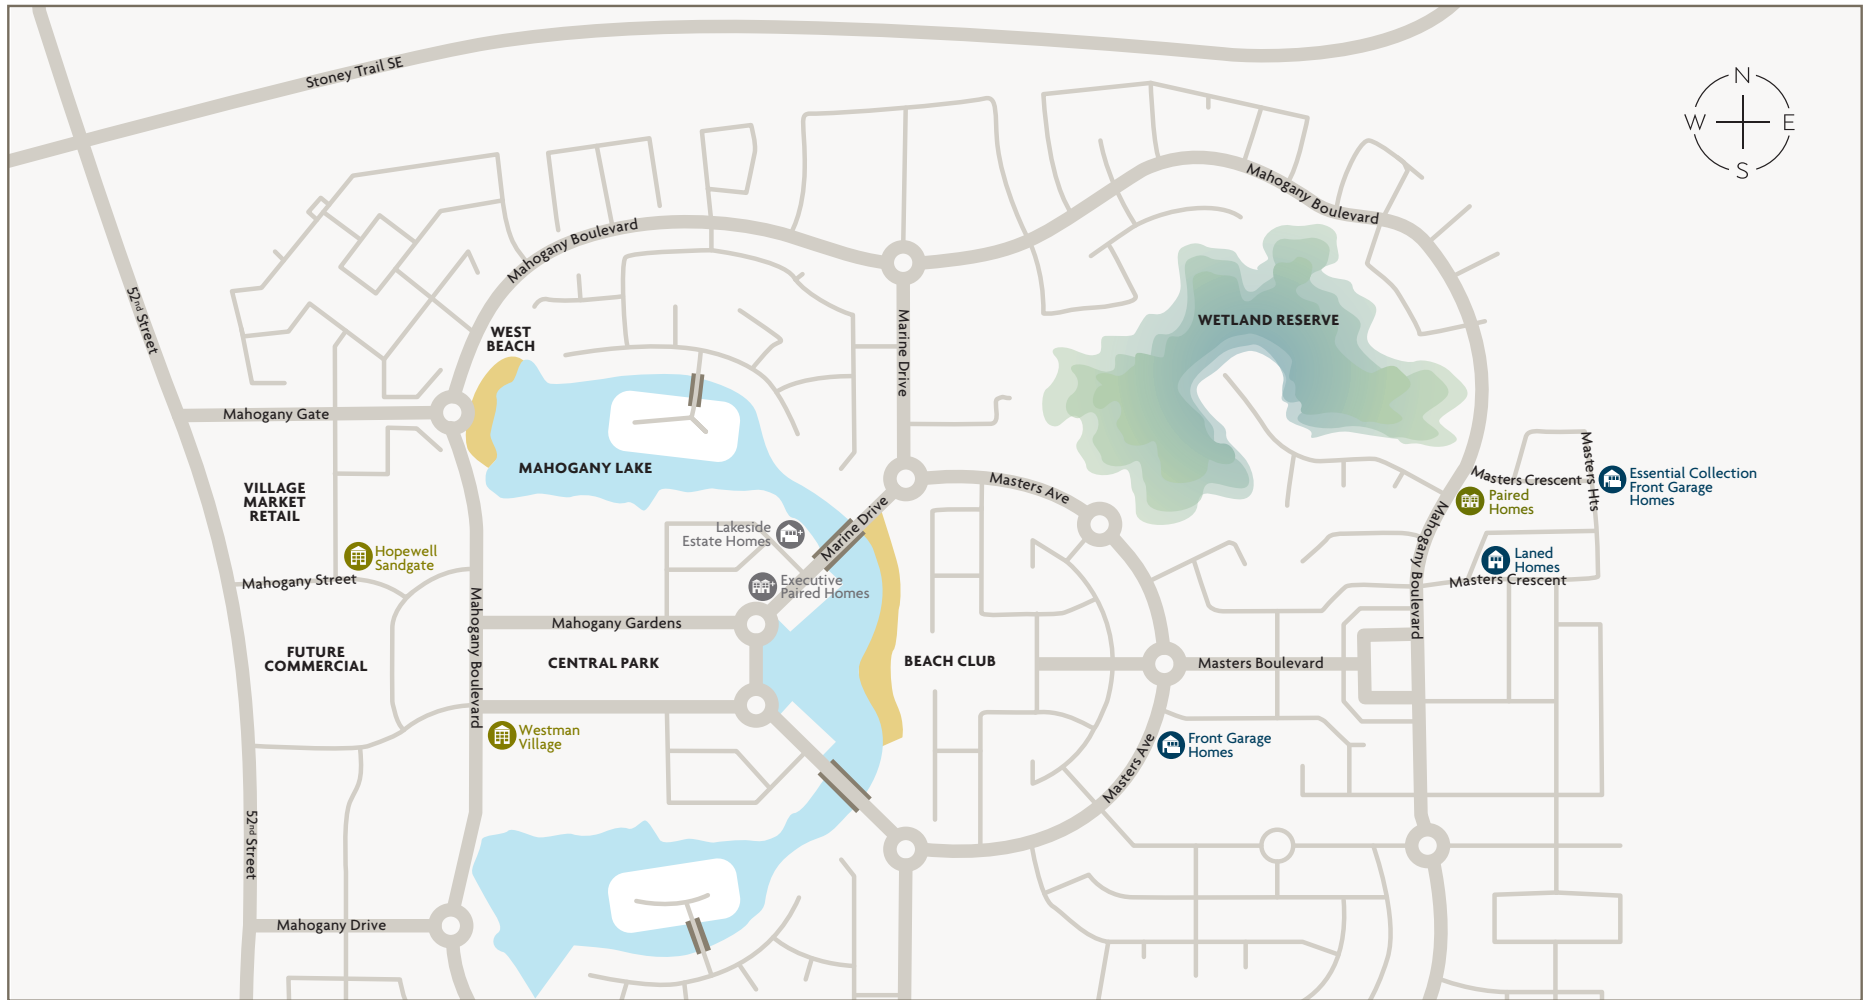 Stoney Trail SE
N
W E
S
Mahogany Boulevard
Mahogany Boulevard
52nd Street
WEST
BEACH
Marine Drive
WETLAND RESERVE
Mahogany Gate
MAHOGANY LAKE
Masters Ave
Masters Crescent
Masters Hts
Essential Collection
Front Garage
Homes
Paired
Homes
VILLAGE
MARKET
RETAIL
Lakeside
Estate Homes
Marine Drive
Mahogany Boulevard
Hopewell
Sandgate
Laned
Homes
Mahogany Street
Executive
Paired Homes
Masters Crescent
Mahogany Boulevard
Mahogany Gardens
Mahogany Boulevard
FUTURE
COMMERCIAL
CENTRAL PARK
BEACH CLUB
Masters Boulevard
Westman
Village
Front Garage
Homes
Masters Ave
52nd Street
Mahogany Drive